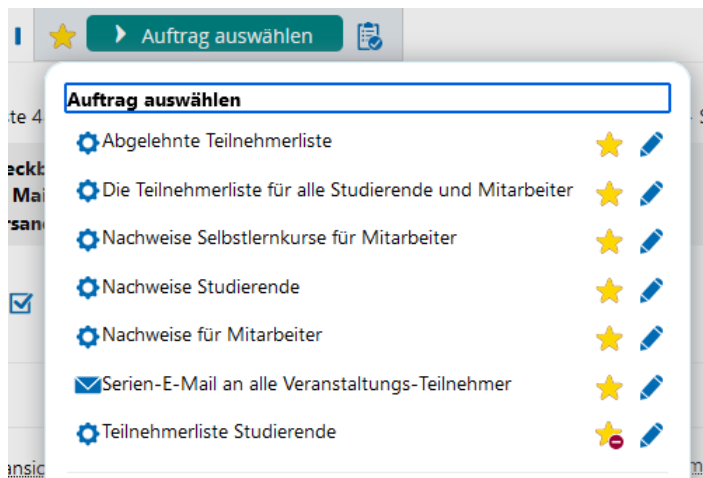 Auftrag auswählen
Auftrag auswählen
Abgelehnte Teilnehmerliste
Die Teilnehmerliste für alle Studierende und Mitarbeiter
Nachweise Selbstlernkurse für Mitarbeiter
Nachweise Studierende
Nachweise für Mitarbeiter
Serien-E-Mail an alle Veranstaltungs-Teilnehmer
Teilnehmerliste Studierende